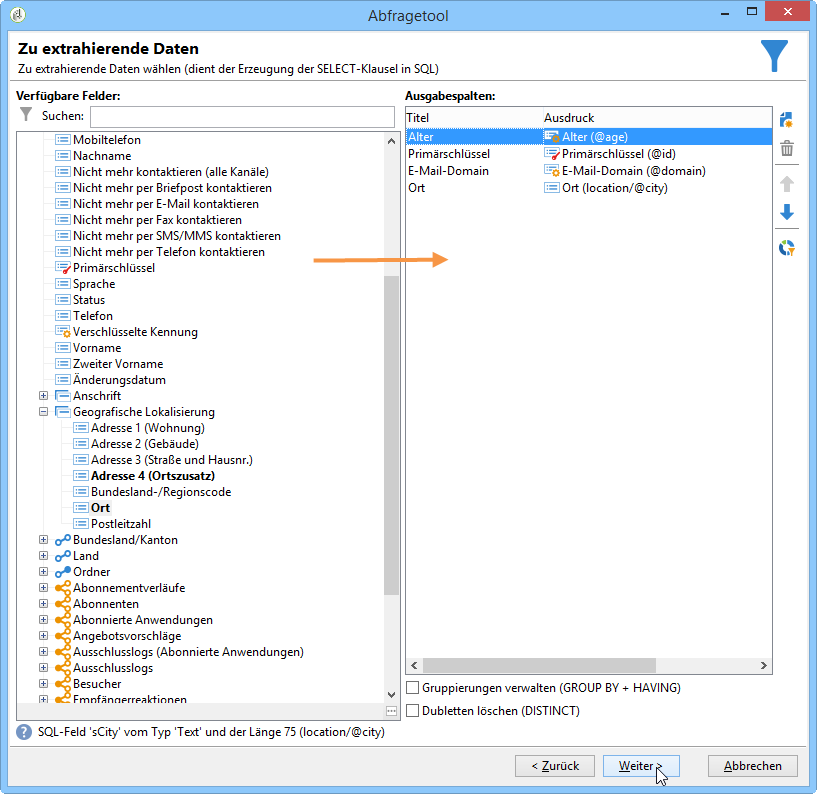 Abfragetool
Zu extrahierende Daten
Zu extrahierende Daten wählen (dient der Erzeugung der SELECT-Klausel in SQL)
Verfügbare Felder:
Suchen:
Mobiltelefon
Nachname
Nicht mehr kontaktieren (alle Kanäle)
Nicht mehr per Briefpost kontaktieren
Nicht mehr per E-Mail kontaktieren
Nicht mehr per Fax kontaktieren
Nicht mehr per SMS/MMS kontaktieren
Nicht mehr per Telefon kontaktieren
Primärschlüssel
Sprache
Status
Telefon
Verschlüsselte Kennung
Vorname
Zweiter Vorname
Änderungsdatum
Anschrift
Geografische Lokalisierung
Adresse 1 (Wohnung)
Adresse 2 (Gebäude)
Adresse 3 (Straße und Hausnr.)
Adresse 4 (Ortszusatz)
Bundesland-/Regionscode
Ort
Postleitzahl
Bundesland/Kanton
Land
Ordner
Abonnementverläufe
Abonnenten
Abonnierte Anwendungen
Angebotsvorschläge
Ausschlusslogs (Abonnierte Anwendungen)
Ausschlusslogs
Besucher
Empfängerreaktionen
Ausgabespalten:
Titel Ausdruck
Alter Alter (@age)
Primärschlüssel Primärschlüssel (@id)
E-Mail-Domain E-Mail-Domain (@domain)
Ort Ort (location/@city)
Gruppierungen verwalten (GROUP BY + HAVING)
Dubletten löschen (DISTINCT)
SQL-Feld 'sCity' vom Typ 'Text' und der Länge 75 (location/@city)
< Zurück Weiter > Abbrechen